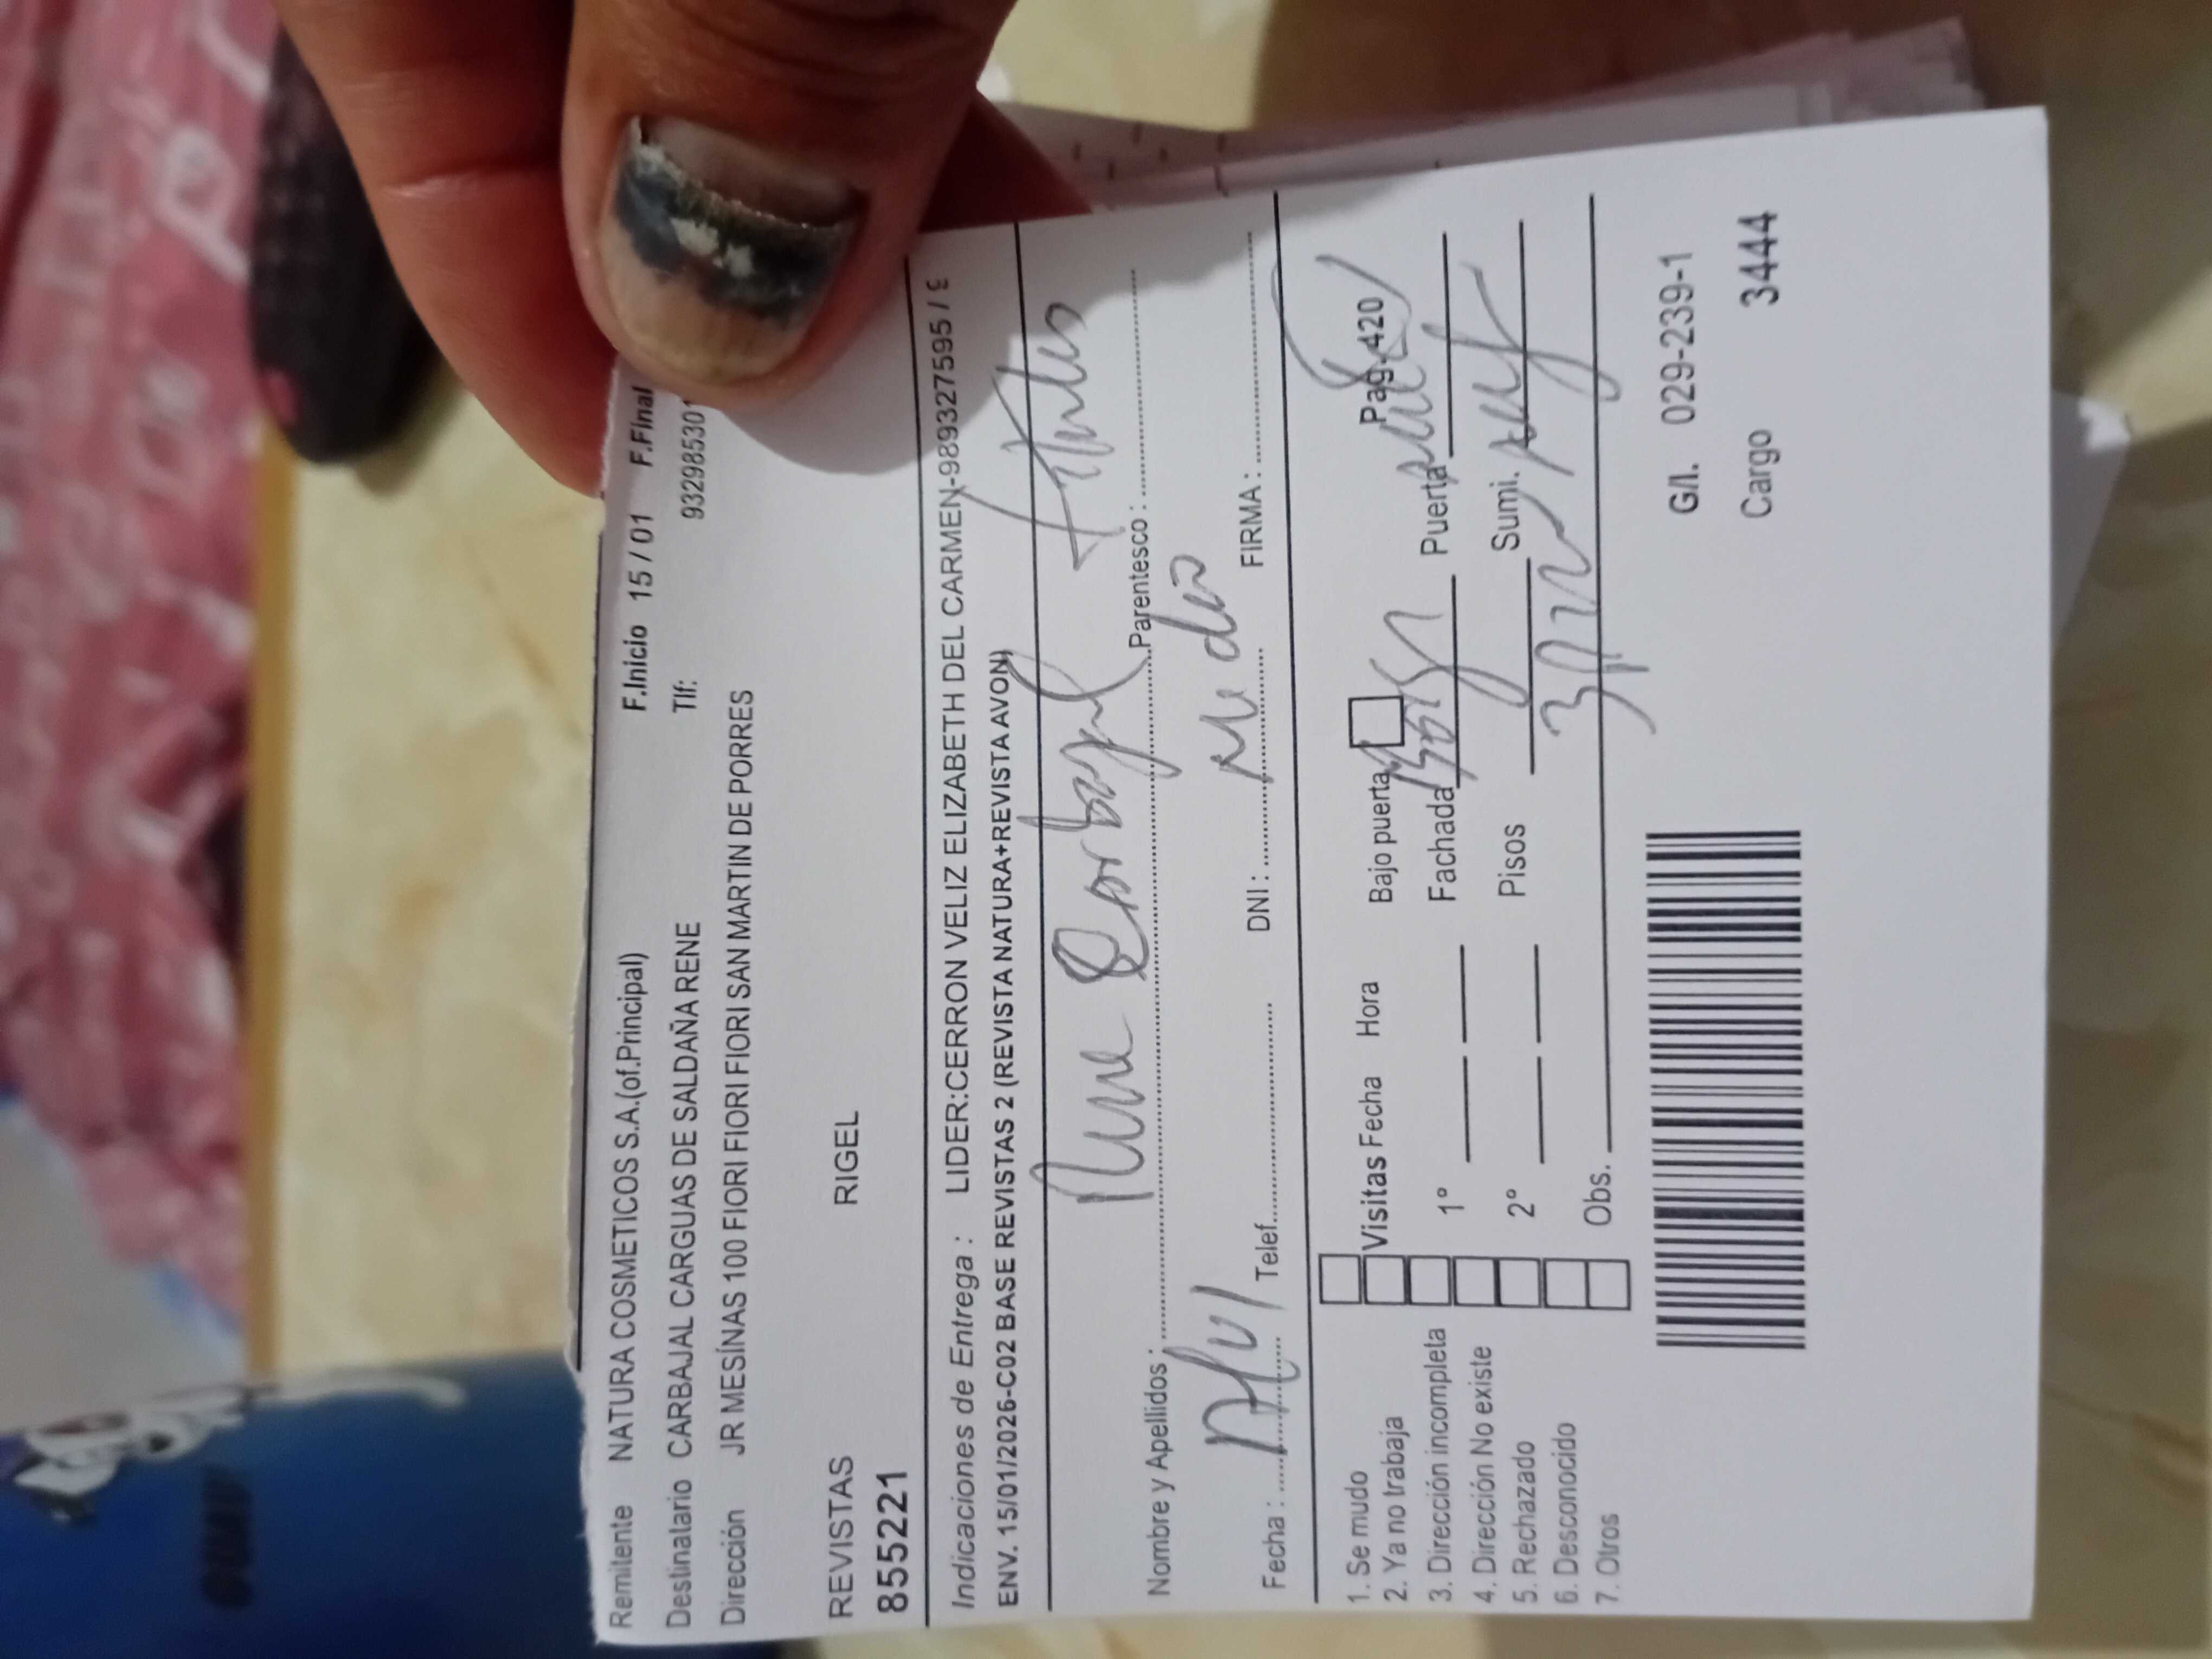 Remitente NATURA COSMETICOS S.A.(of.Principal) F.Inicio 15 / 01 F.Final
Destinatario CARBAJAL CARGUAS DE SALDAÑA RENE Tlf: 932985301
Dirección JR MESÍNAS 100 FIORI FIORI FIORI SAN MARTIN DE PORRES
REVISTAS RIGEL
855221
Indicaciones de Entrega : LIDER:CERRON VELIZ ELIZABETH DEL CARMEN-989327595 / 9
ENV. 15/01/2026-C02 BASE REVISTAS 2 (REVISTA NATURA+REVISTA AVON)
Nombre y Apellidos : Parentesco :
Fecha : Telef. DNI : FIRMA :
1. Se mudo
2. Ya no trabaja
3. Dirección incompleta
4. Dirección No existe
5. Rechazado
6. Desconocido
7. Otros
Visitas Fecha Hora Bajo puerta Pag. 420
1º Fachada Puerta
2º Pisos Sumi.
Obs.
G/I. 029-239-1
Cargo 3444